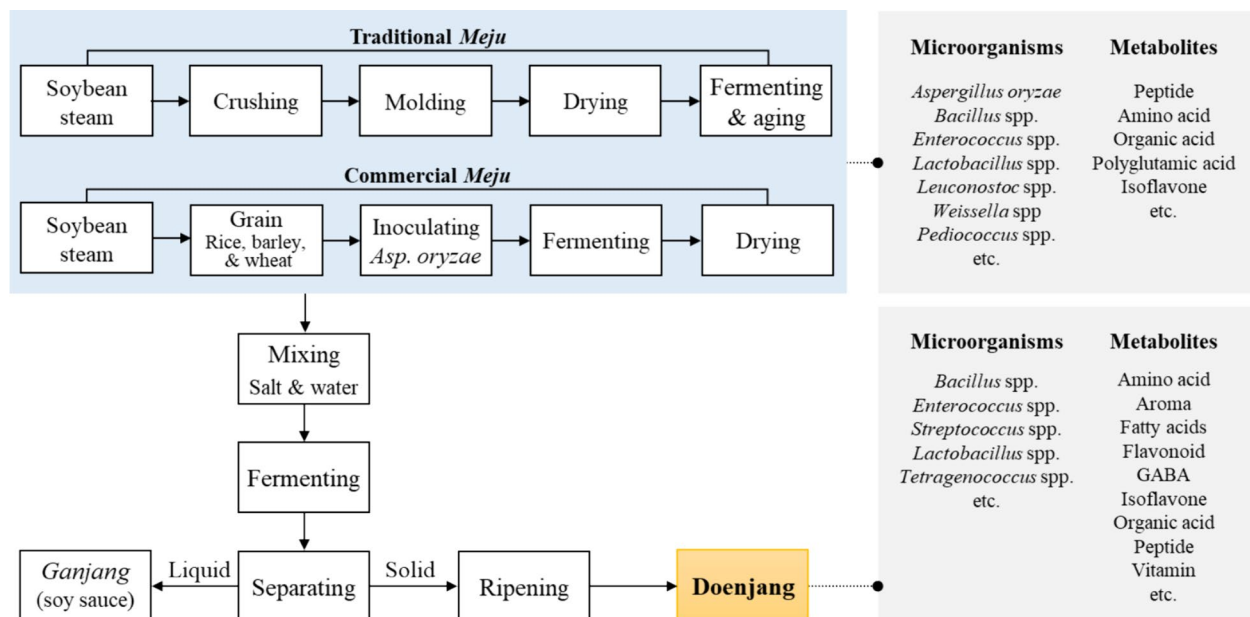 Traditional Meju
Soybean
steam
Crushing
Molding
Drying
Fermenting
& aging
Commercial Meju
Soybean
steam
Grain
Rice, barley,
& wheat
Inoculating
Asp. oryzae
Fermenting
Drying
Microorganisms
Aspergillus oryzae
Bacillus spp.
Enterococcus spp.
Lactobacillus spp.
Leuconostoc spp.
Weissella spp
Pediococcus spp.
etc.
Metabolites
Peptide
Amino acid
Organic acid
Polyglutamic acid
Isoflavone
etc.
Mixing
Salt & water
Fermenting
Separating
Liquid
Ganjang
(soy sauce)
Solid
Ripening
Doenjang
Microorganisms
Bacillus spp.
Enterococcus spp.
Streptococcus spp.
Lactobacillus spp.
Tetragenococcus spp.
etc.
Metabolites
Amino acid
Aroma
Fatty acids
Flavonoid
GABA
Isoflavone
Organic acid
Peptide
Vitamin
etc.